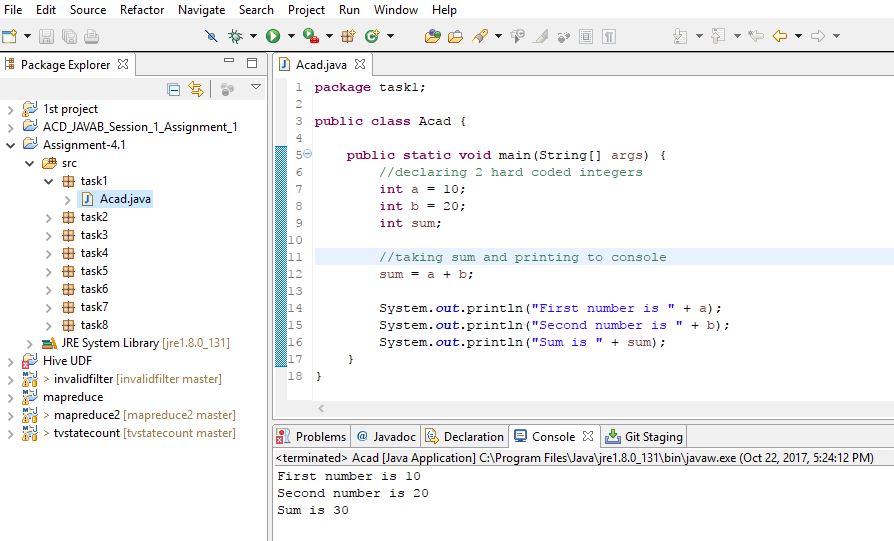 File Edit Source Refactor Navigate Search Project Run Window Help
Package Explorer
1st project
ACD_JAVAB_Session_1_Assignment_1
Assignment-4.1
src
task1
Acad.java
task2
task3
task4
task5
task6
task7
task8
JRE System Library [jre1.8.0_131]
Hive UDF
> invalidfilter [invalidfilter master]
mapreduce
> mapreduce2 [mapreduce2 master]
> tvstatecount [tvstatecount master]
Acad.java
1 package task1;
2
3 public class Acad {
4
5 public static void main(String[] args) {
6 //declaring 2 hard coded integers
7 int a = 10;
8 int b = 20;
9 int sum;
10
11 //taking sum and printing to console
12 sum = a + b;
13
14 System.out.println("First number is " + a);
15 System.out.println("Second number is " + b);
16 System.out.println("Sum is " + sum);
17 }
18 }
Problems @ Javadoc Declaration Console Git Staging
<terminated> Acad [Java Application] C:\Program Files\Java\jre1.8.0_131\bin\javaw.exe (Oct 22, 2017, 5:24:12 PM)
First number is 10
Second number is 20
Sum is 30